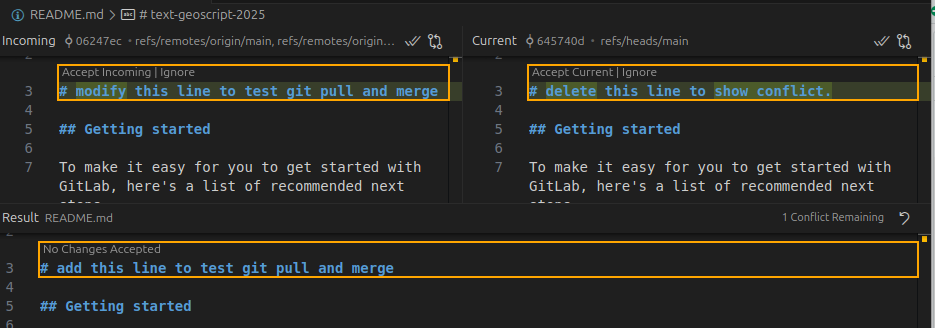 README.md > abc # text-geoscript-2025
Incoming 06247ec • refs/remotes/origin/main, refs/remotes/origin...
Current 645740d • refs/heads/main
2
Accept Incoming | Ignore
3 # modify this line to test git pull and merge
4
5 ## Getting started
6
7 To make it easy for you to get started with
GitLab, here's a list of recommended next
steps.
2
Accept Current | Ignore
3 # delete this line to show conflict.
4
5 ## Getting started
6
7 To make it easy for you to get started with
GitLab, here's a list of recommended next
steps.
Result README.md
1 Conflict Remaining
2
No Changes Accepted
3 # add this line to test git pull and merge
4
5 ## Getting started
6